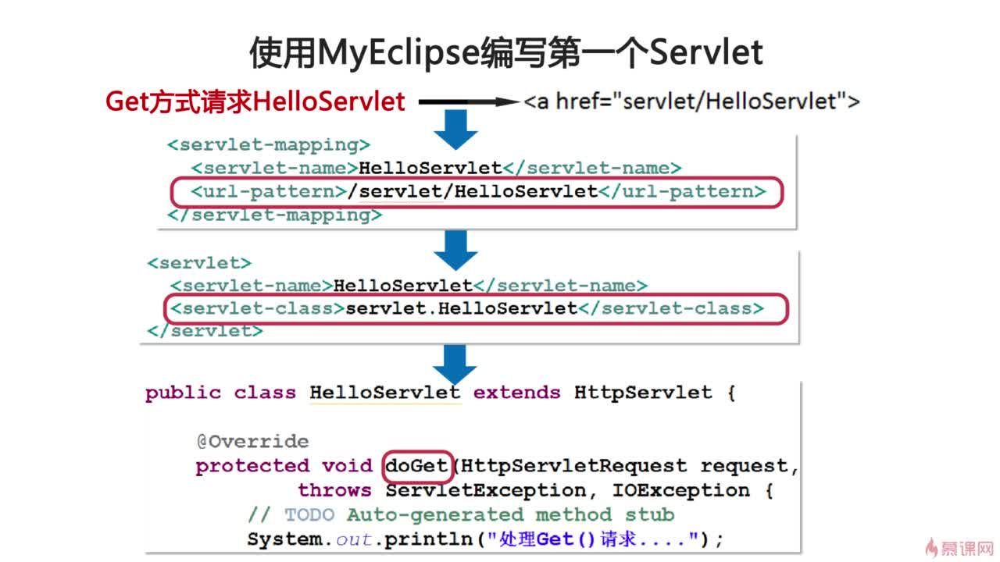 使用MyEclipse编写第一个Servlet
Get方式请求HelloServlet
<a href="servlet/HelloServlet">
<servlet-mapping>
<servlet-name>HelloServlet</servlet-name>
<url-pattern>/servlet/HelloServlet</url-pattern>
</servlet-mapping>
<servlet>
<servlet-name>HelloServlet</servlet-name>
<servlet-class>servlet.HelloServlet</servlet-class>
</servlet>
public class HelloServlet extends HttpServlet {
@Override
protected void doGet(HttpServletRequest request,
throws ServletException, IOException {
// TODO Auto-generated method stub
System.out.println("处理Get()请求....");
慕课网